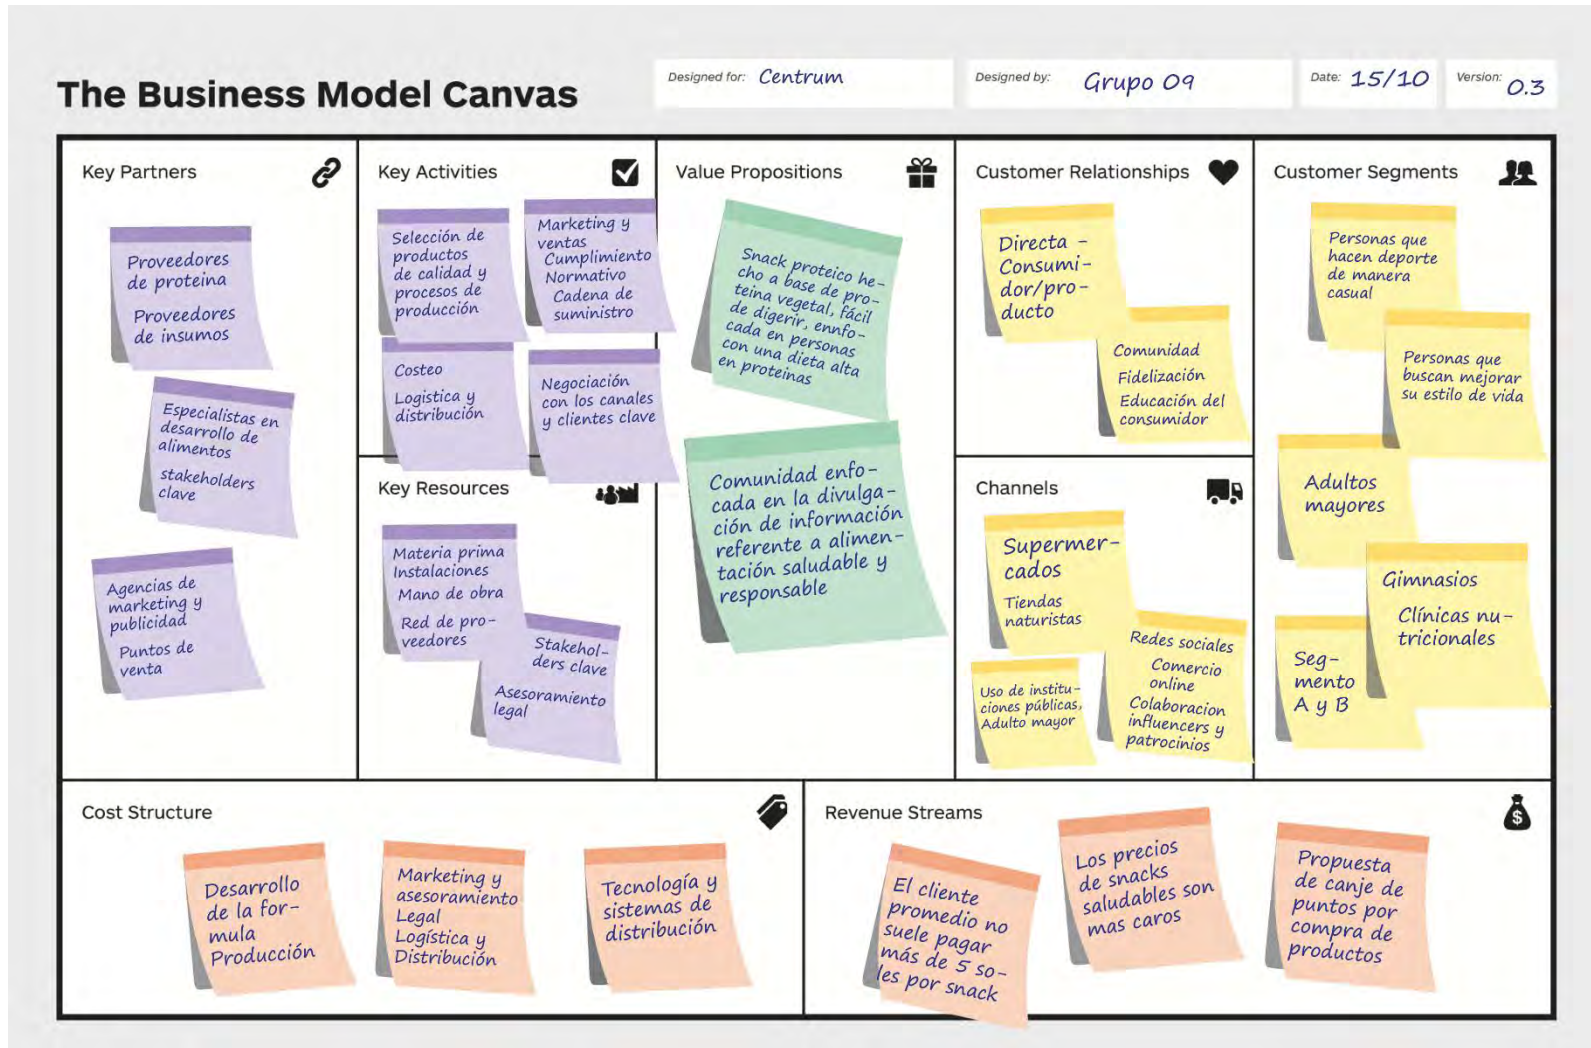 The Business Model Canvas
Designed for: Centrum
Designed by: Grupo 09
Date: 15/10
Version: 0.3
Key Partners
Proveedores
de proteina
Proveedores
de insumos
Especialistas en
desarrollo de
alimentos
stakeholders
clave
Agencias de
marketing y
publicidad
Puntos de
venta
Key Activities
Selección de
productos
de calidad y
procesos de
producción
Marketing y
ventas
Cumplimiento
Normativo
Cadena de
suministro
Costeo
Logistica y
distribución
Negociación
con los canales
y clientes clave
Key Resources
Materia prima
Instalaciones
Mano de obra
Red de pro-
veedores
Stakehol-
ders clave
Asesoramiento
legal
Value Propositions
Snack proteico he-
cho a base de pro-
teina vegetal, fácil
de digerir, ennfo-
cada en personas
con una dieta alta
en proteinas
Comunidad enfo-
cada en la divulga-
ción de información
referente a alimen-
tación saludable y
responsable
Customer Relationships
Directa -
Consumi-
dor/pro-
ducto
Comunidad
Fidelización
Educación del
consumidor
Channels
Supermer-
cados
Tiendas
naturistas
Redes sociales
Comercio
online
Colaboracion
influencers y
patrocinios
Uso de institu-
ciones públicas,
Adulto mayor
Customer Segments
Personas que
hacen deporte
de manera
casual
Personas que
buscan mejorar
su estilo de vida
Adultos
mayores
Gimnasios
Clínicas nu-
tricionales
Seg-
mento
A y B
Cost Structure
Desarrollo
de la for-
mula
Producción
Marketing y
asesoramiento
Legal
Logística y
Distribución
Tecnología y
sistemas de
distribución
Revenue Streams
El cliente
promedio no
suele pagar
más de 5 so-
les por snack
Los precios
de snacks
saludables son
mas caros
Propuesta
de canje de
puntos por
compra de
productos
$